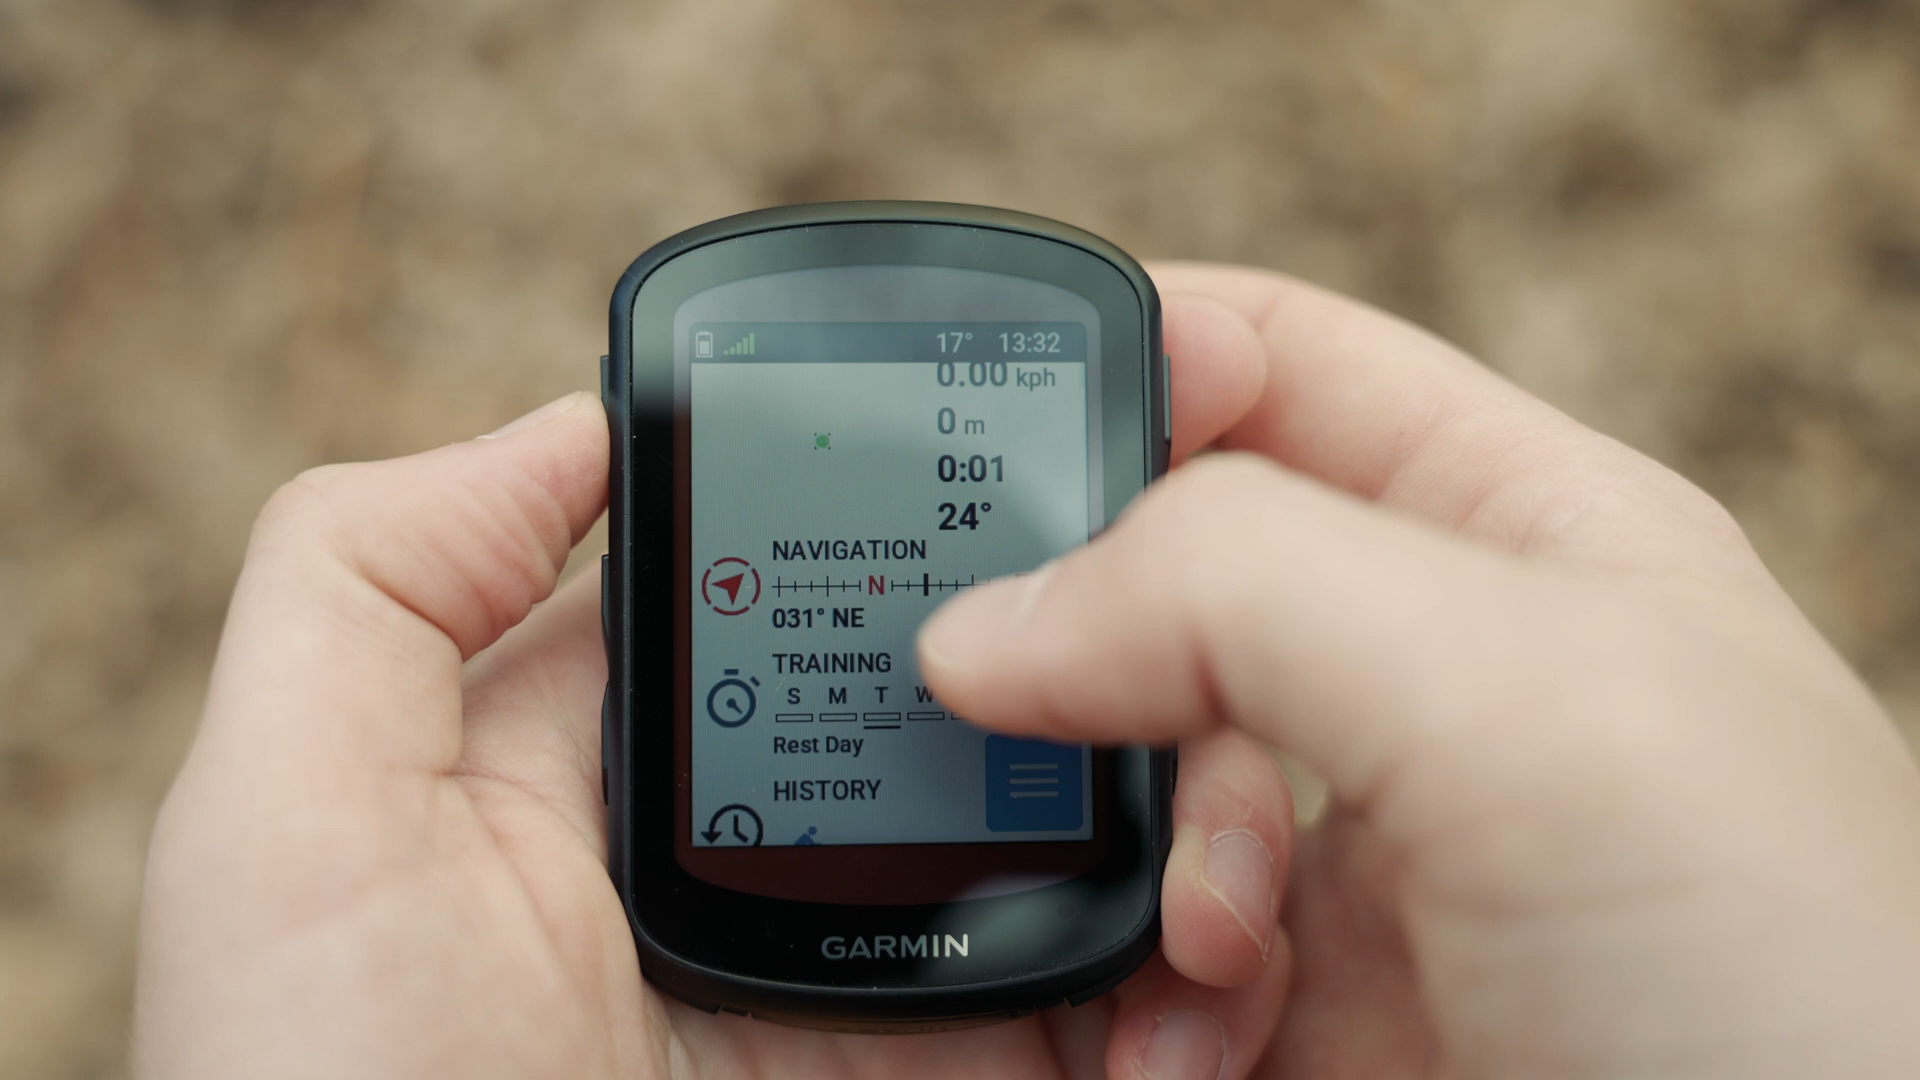 17° 13:32
0.00 kph
0 m
0:01
24°
NAVIGATION
N
031° NE
TRAINING
S M T W
Rest Day
HISTORY
GARMIN